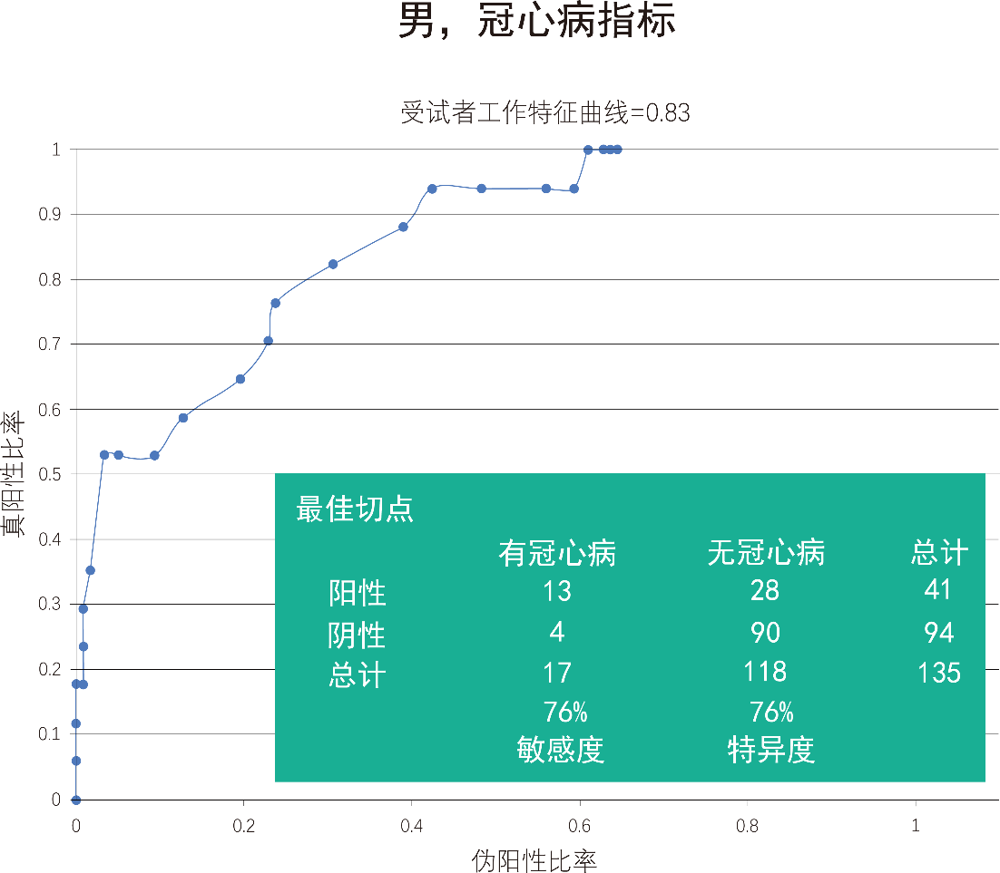 男，冠心病指标
受试者工作特征曲线=0.83
1
0.9
0.8
0.7
0.6
0.5
0.4
0.3
0.2
0.1
0
真阳性比率
最佳切点
有冠心病 无冠心病 总计
阳性 13 28 41
阴性 4 90 94
总计 17 118 135
76% 76%
敏感度 特异度
0 0.2 0.4 0.6 0.8 1
伪阳性比率